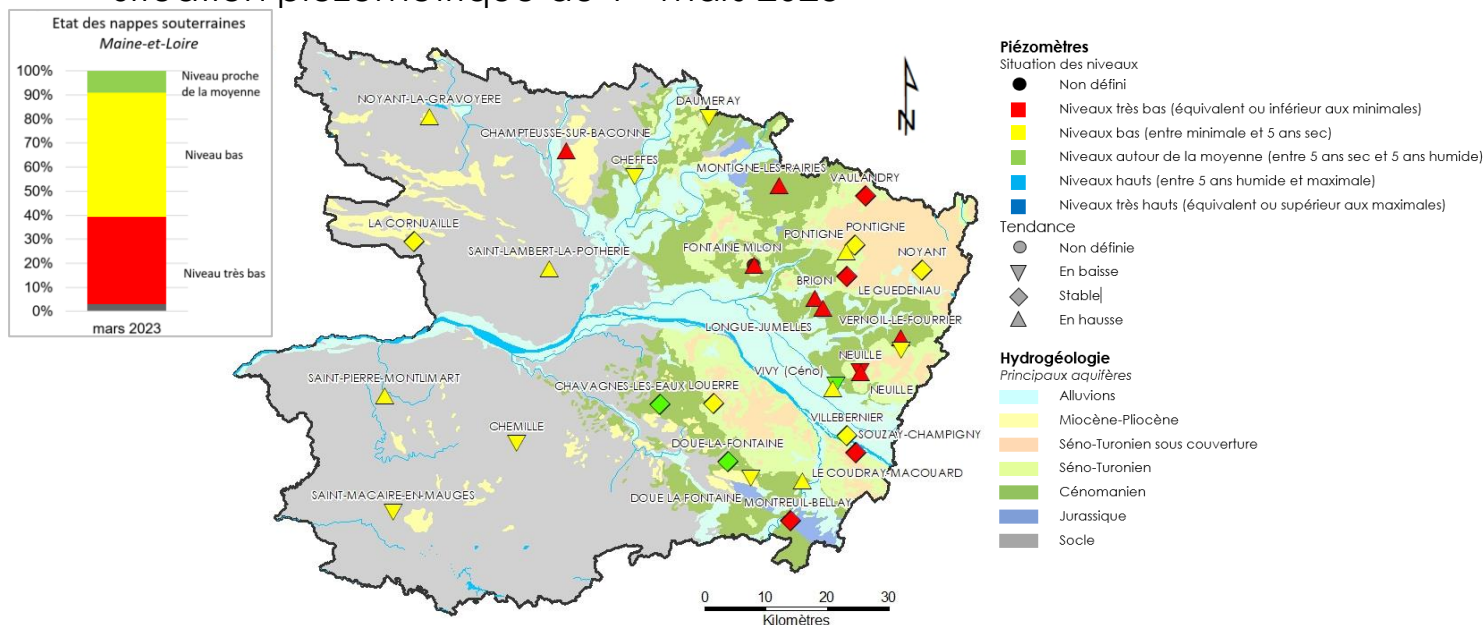 situation piézométrique au 1er mars 2023
Etat des nappes souterraines
Maine-et-Loire
100%
90%
80%
70%
60%
50%
40%
30%
20%
10%
0%
Niveau proche
de la moyenne
Niveau bas
Niveau très bas
mars 2023
NOYANT-LA-GRAVOYERE
DAUMERAY
CHAMPTEUSSE-SUR-BACONNE
CHEFFES
MONTIGNE-LES-RAIRIES
VAULANDRY
LA CORNUAILLE
PONTIGNE
PONTIGNE
SAINT-LAMBERT-LA-POTHERIE
FONTAINE MILON
NOYANT
BRION
LE GUEDENIAU
LONGUE-JUMELLES
VERNOIL-LE-FOURRIER
NEUILLE
VIVY (Céno)
SAINT-PIERRE-MONTLIMART
CHAVAGNES-LES-EAUX
LOUERRE
NEUILLE
VILLEBERNIER
CHEMILLE
SOUZAY-CHAMPIGNY
DOUE-LA-FONTAINE
LE COUDRAY-MACOUARD
SAINT-MACAIRE-EN-MAUGES
DOUE LA FONTAINE
MONTREUIL-BELLAY
N
0 10 20 30
Kilomètres
Piézomètres
Situation des niveaux
Non défini
Niveaux très bas (équivalent ou inférieur aux minimales)
Niveaux bas (entre minimale et 5 ans sec)
Niveaux autour de la moyenne (entre 5 ans sec et 5 ans humide)
Niveaux hauts (entre 5 ans humide et maximale)
Niveaux très hauts (équivalent ou supérieur aux maximales)
Tendance
Non définie
En baisse
Stable
En hausse
Hydrogéologie
Principaux aquifères
Alluvions
Miocène-Pliocène
Séno-Turonien sous couverture
Séno-Turonien
Cénomanien
Jurassique
Socle